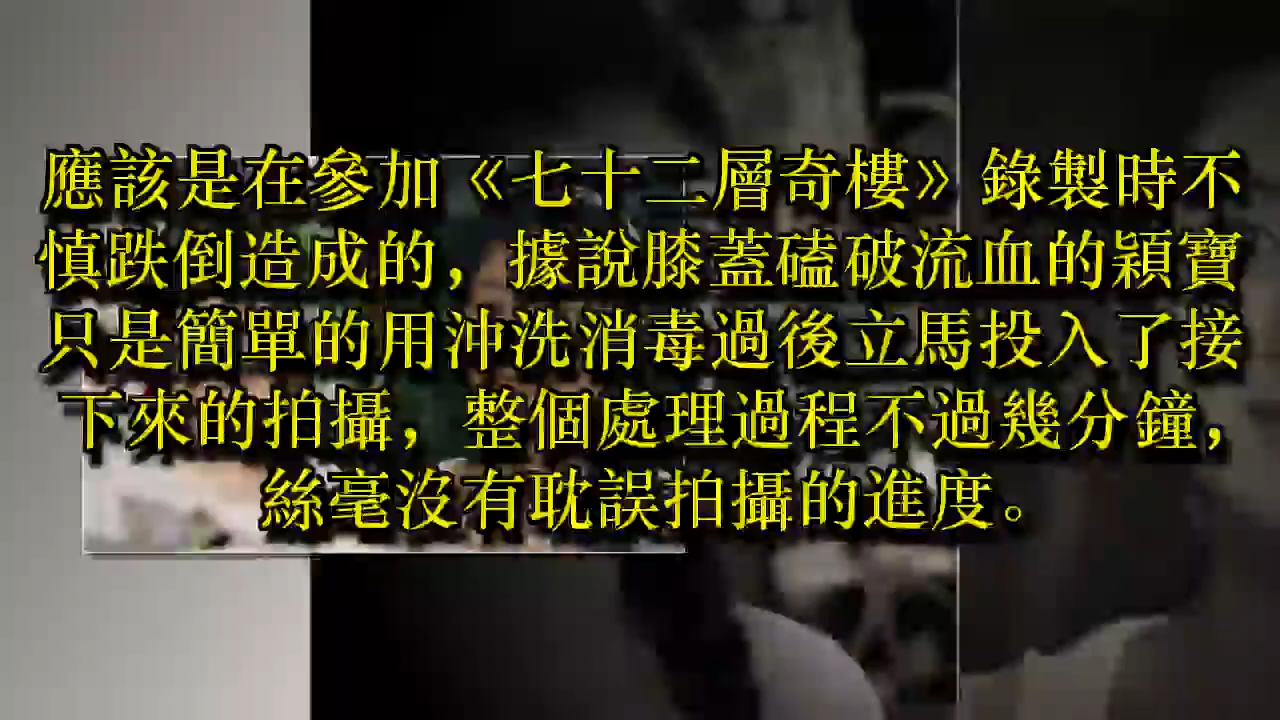 應該是在參加《七十二層奇樓》錄製時不
慎跌倒造成的，據說膝蓋磕破流血的穎寶
只是簡單的用沖洗消毒過後立馬投入了接
下來的拍攝，整個處理過程不過幾分鐘，
絲毫沒有耽誤拍攝的進度。